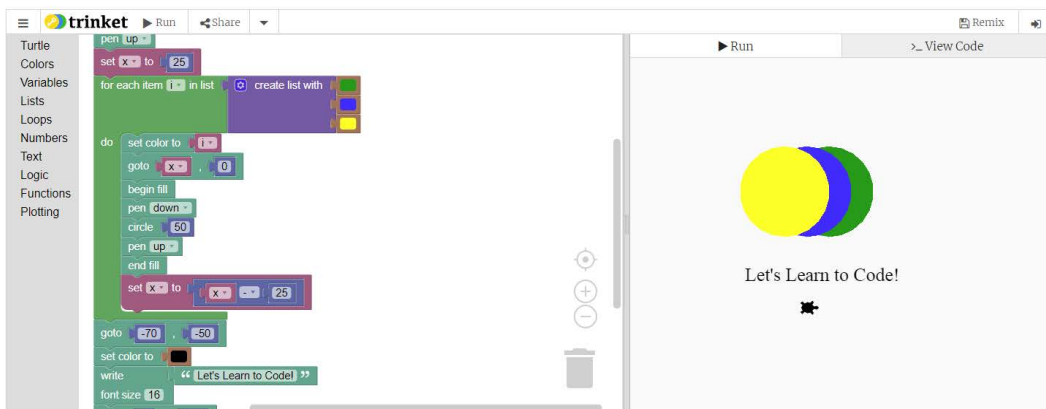 trinket Run Share Remix
Turtle
Colors
Variables
Lists
Loops
Numbers
Text
Logic
Functions
Plotting
pen up
set x to 25
for each item i in list create list with
do set color to i
goto x , 0
begin fill
pen down
circle 50
pen up
end fill
set x to x - 25
goto -70 , -50
set color to
write “ Let's Learn to Code! ”
font size 16
Run >_ View Code
Let's Learn to Code!